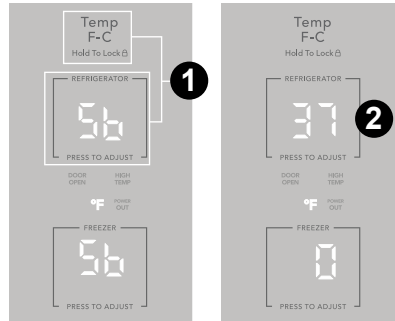 Temp
F-C
Hold To Lock
REFRIGERATOR
Sb
PRESS TO ADJUST
DOOR OPEN
HIGH TEMP
°F
POWER OUT
FREEZER
Sb
PRESS TO ADJUST
1
Temp
F-C
Hold To Lock
REFRIGERATOR
37
PRESS TO ADJUST
DOOR OPEN
HIGH TEMP
°F
POWER OUT
FREEZER
0
PRESS TO ADJUST
2